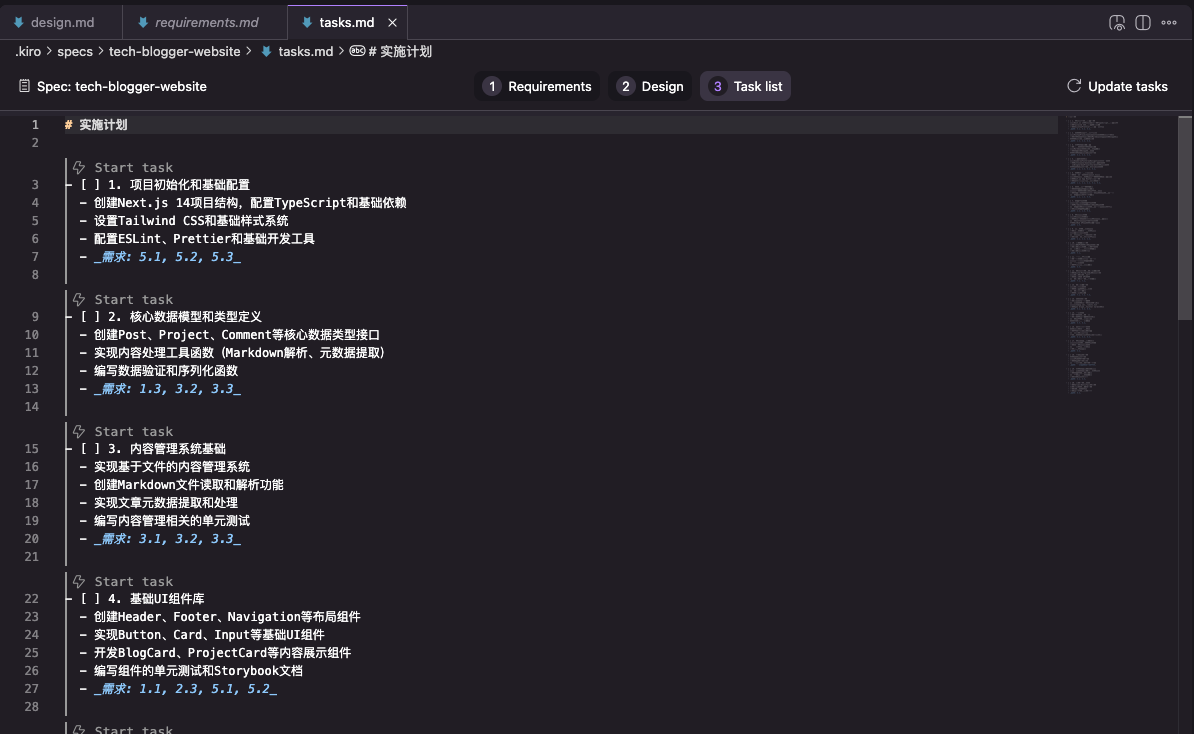 design.md
requirements.md
tasks.md
.kiro > specs > tech-blogger-website > tasks.md > abc # 实施计划
Spec: tech-blogger-website
1 Requirements
2 Design
3 Task list
Update tasks
1 # 实施计划
2
Start task
3 - [ ] 1. 项目初始化和基础配置
4 - 创建Next.js 14项目结构，配置TypeScript和基础依赖
5 - 设置Tailwind CSS和基础样式系统
6 - 配置ESLint、Prettier和基础开发工具
7 - _需求: 5.1, 5.2, 5.3_
8
Start task
9 - [ ] 2. 核心数据模型和类型定义
10 - 创建Post、Project、Comment等核心数据类型接口
11 - 实现内容处理工具函数（Markdown解析、元数据提取）
12 - 编写数据验证和序列化函数
13 - _需求: 1.3, 3.2, 3.3_
14
Start task
15 - [ ] 3. 内容管理系统基础
16 - 实现基于文件的内容管理系统
17 - 创建Markdown文件读取和解析功能
18 - 实现文章元数据提取和处理
19 - 编写内容管理相关的单元测试
20 - _需求: 3.1, 3.2, 3.3_
21
Start task
22 - [ ] 4. 基础UI组件库
23 - 创建Header、Footer、Navigation等布局组件
24 - 实现Button、Card、Input等基础UI组件
25 - 开发BlogCard、ProjectCard等内容展示组件
26 - 编写组件的单元测试和Storybook文档
27 - _需求: 1.1, 2.3, 5.1, 5.2_
28
Start task